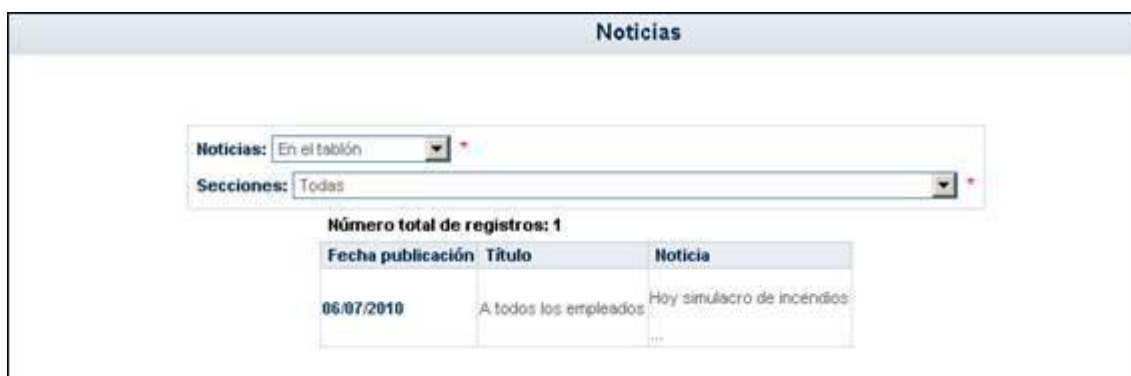 Noticias
Noticias: En el tablón *
Secciones: Todas *
Número total de registros: 1
Fecha publicación Título Noticia
06/07/2010 A todos los empleados Hoy simulacro de incendios
...